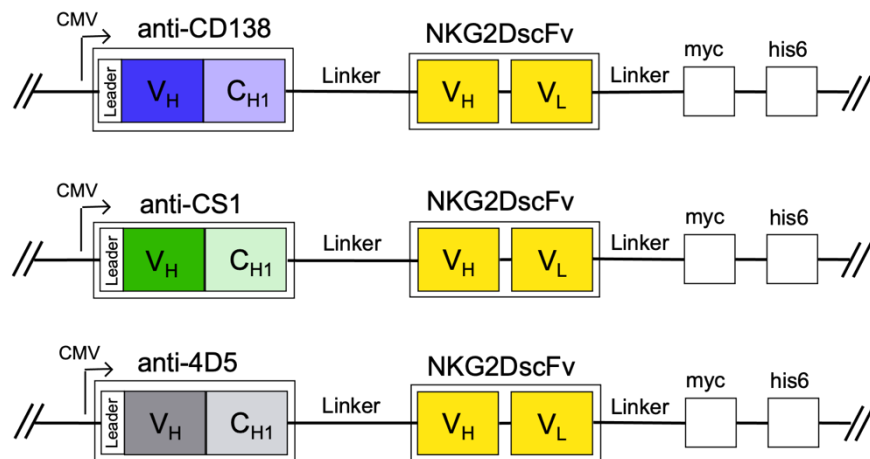 CMV anti-CD138 NKG2DscFv
Leader VH CH1 Linker VH VL Linker myc his6
CMV anti-CS1 NKG2DscFv
Leader VH CH1 Linker VH VL Linker myc his6
CMV anti-4D5 NKG2DscFv
Leader VH CH1 Linker VH VL Linker myc his6